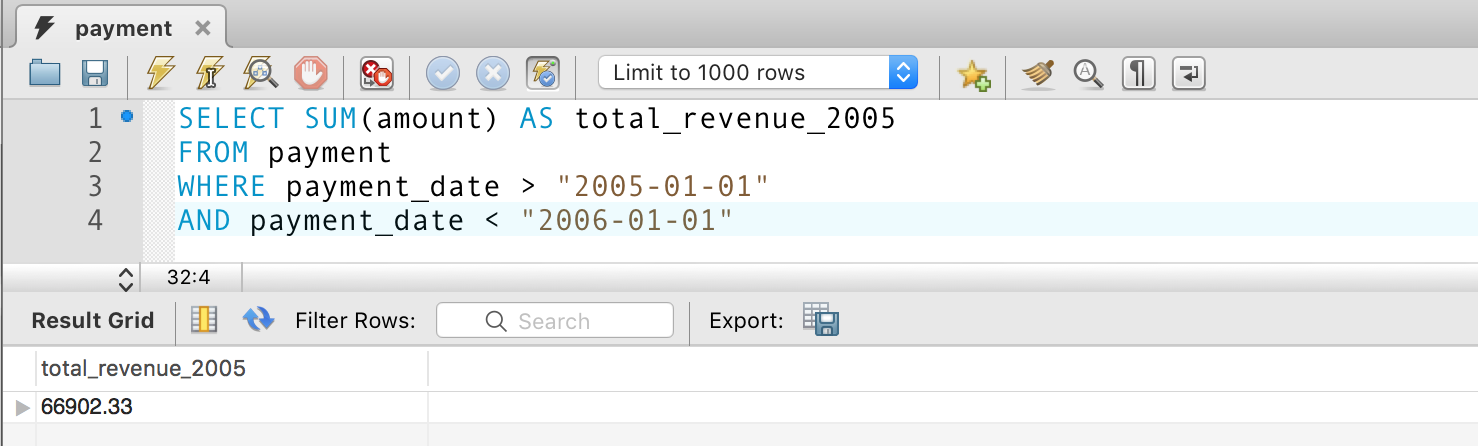 payment
Limit to 1000 rows
1 SELECT SUM(amount) AS total_revenue_2005
2 FROM payment
3 WHERE payment_date > "2005-01-01"
4 AND payment_date < "2006-01-01"
32:4
Result Grid Filter Rows: Search Export:
total_revenue_2005
66902.33